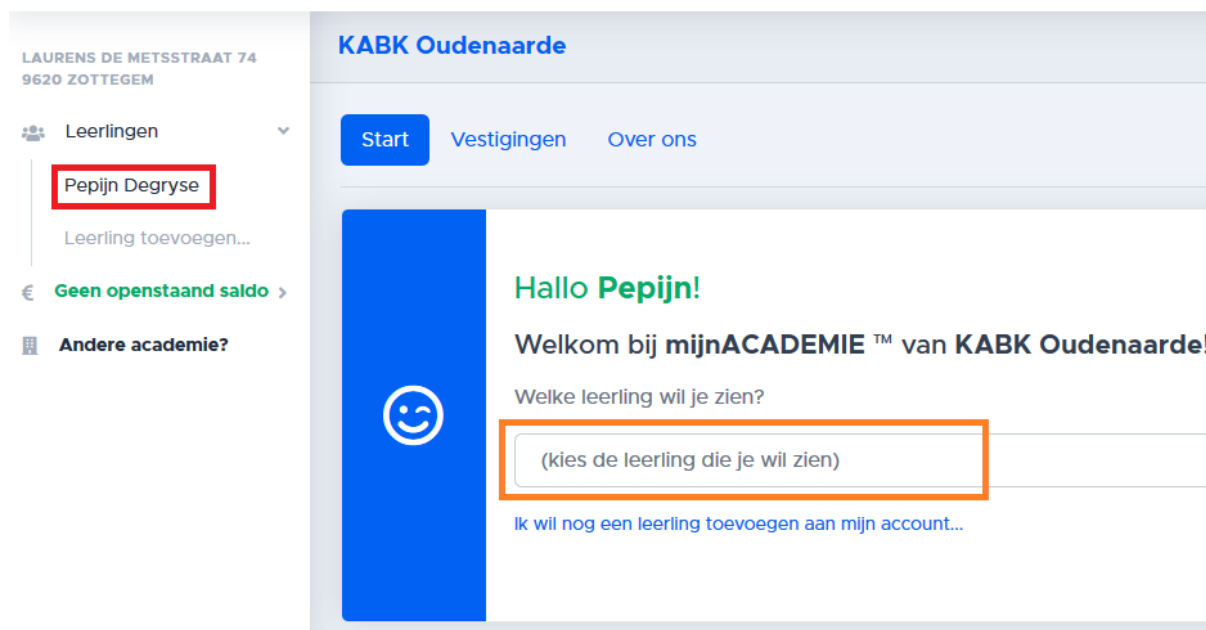 LAURENS DE METSSTRAAT 74
9620 ZOTTEGEM
Leerlingen
Pepijn Degryse
Leerling toevoegen...
€ Geen openstaand saldo
Andere academie?
KABK Oudenaarde
Start Vestigingen Over ons
Hallo Pepijn!
Welkom bij mijnACADEMIE ™ van KABK Oudenaarde!
Welke leerling wil je zien?
(kies de leerling die je wil zien)
Ik wil nog een leerling toevoegen aan mijn account...